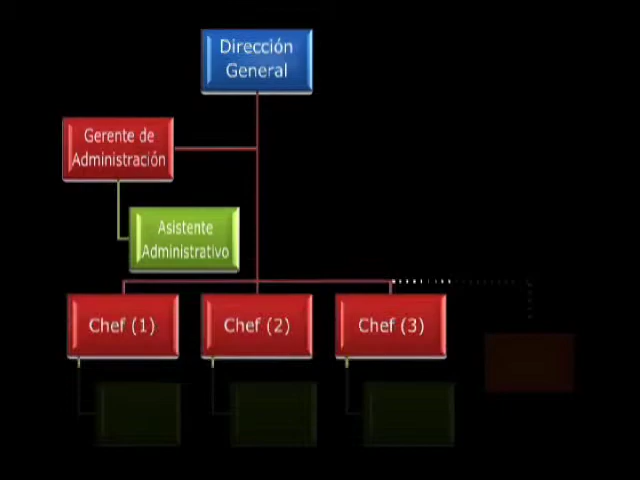 Dirección
General
Gerente de
Administración
Asistente
Administrativo
Chef (1)
Chef (2)
Chef (3)